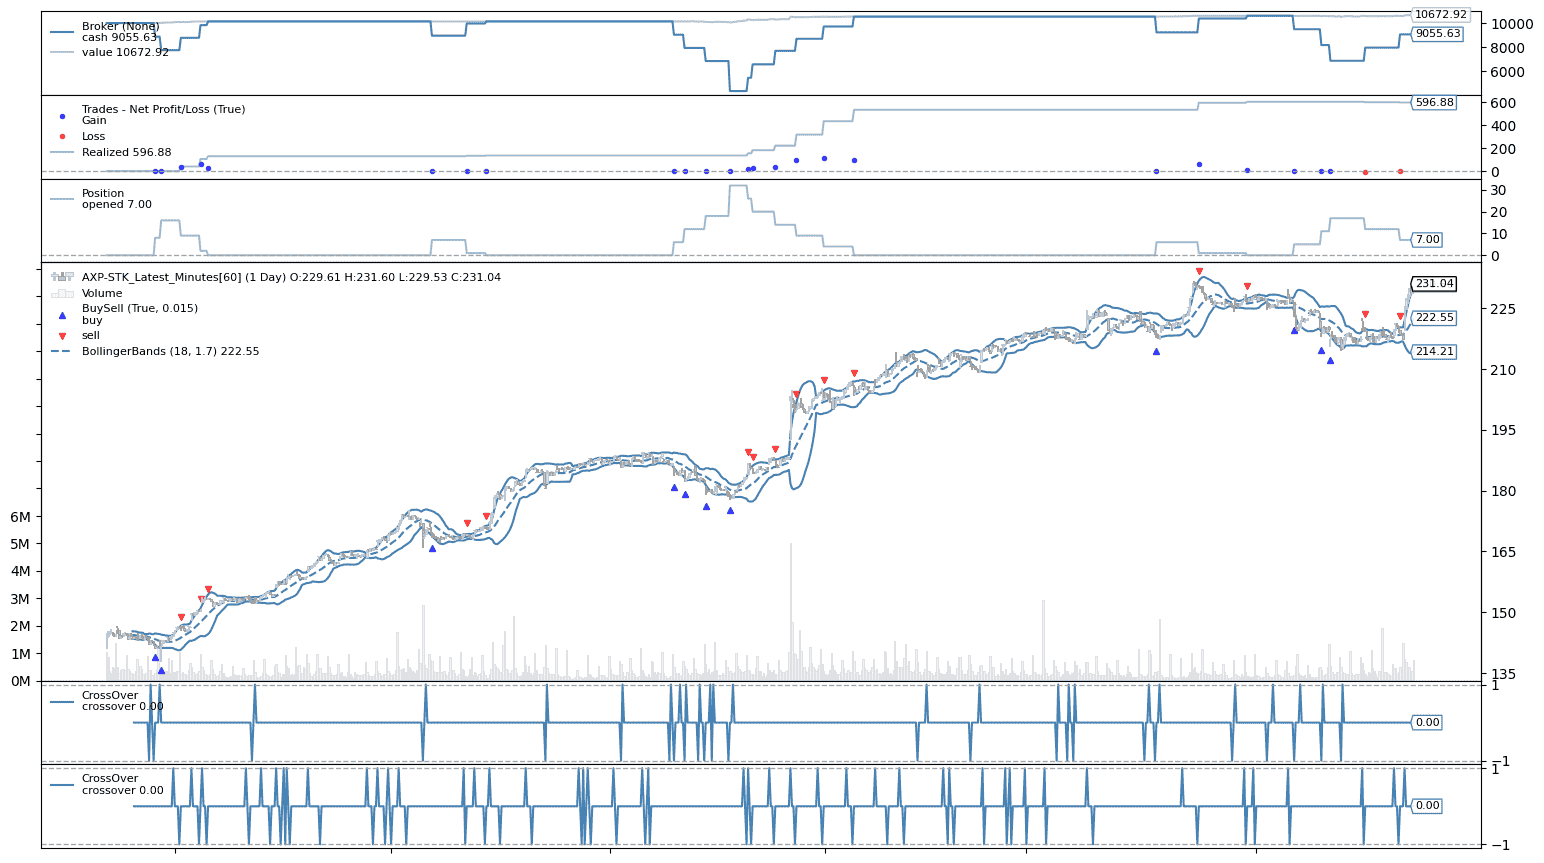 Broker (None)
cash 9055.63
value 10672.92
10672.92
9055.63
10000
8000
6000
Trades - Net Profit/Loss (True)
Gain
Loss
Realized 596.88
596.88
600
400
200
0
Position
opened 7.00
7.00
30
20
10
0
AXP-STK_Latest_Minutes[60] (1 Day) O:229.61 H:231.60 L:229.53 C:231.04
Volume
BuySell (True, 0.015)
buy
sell
BollingerBands (18, 1.7) 222.55
231.04
222.55
214.21
225
210
195
180
165
150
135
6M
5M
4M
3M
2M
1M
0M
CrossOver
crossover 0.00
0.00
1
−1
CrossOver
crossover 0.00
0.00
1
−1